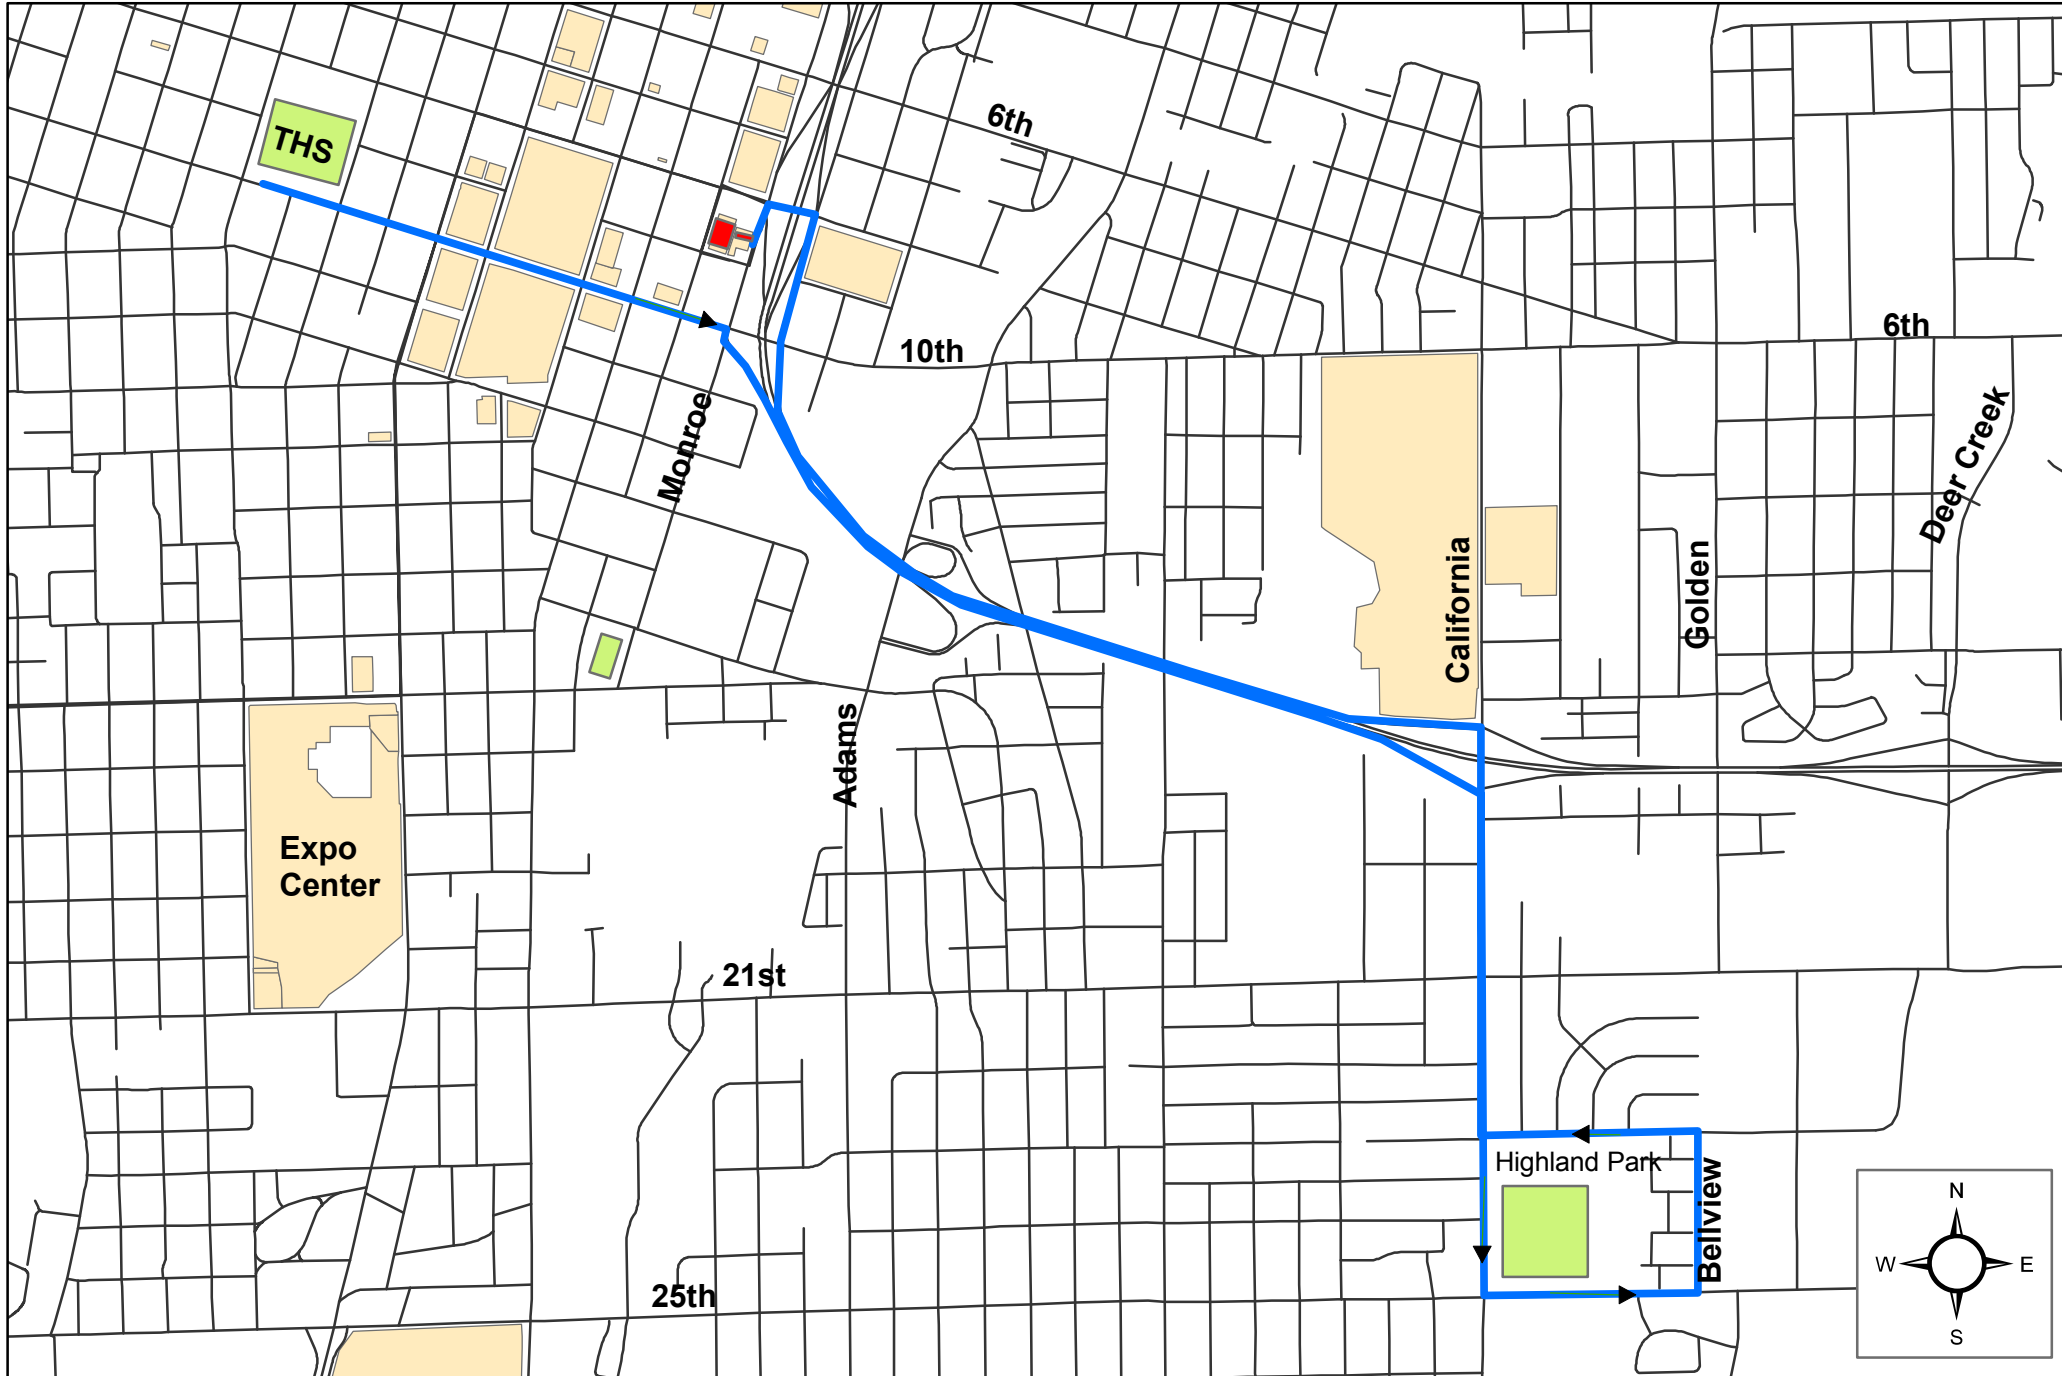 6th
THS
6th
10th
Monroe
Deer Creek
California
Golden
Adams
Expo
Center
21st
Highland Park
Bellview
25th
N
W
E
S